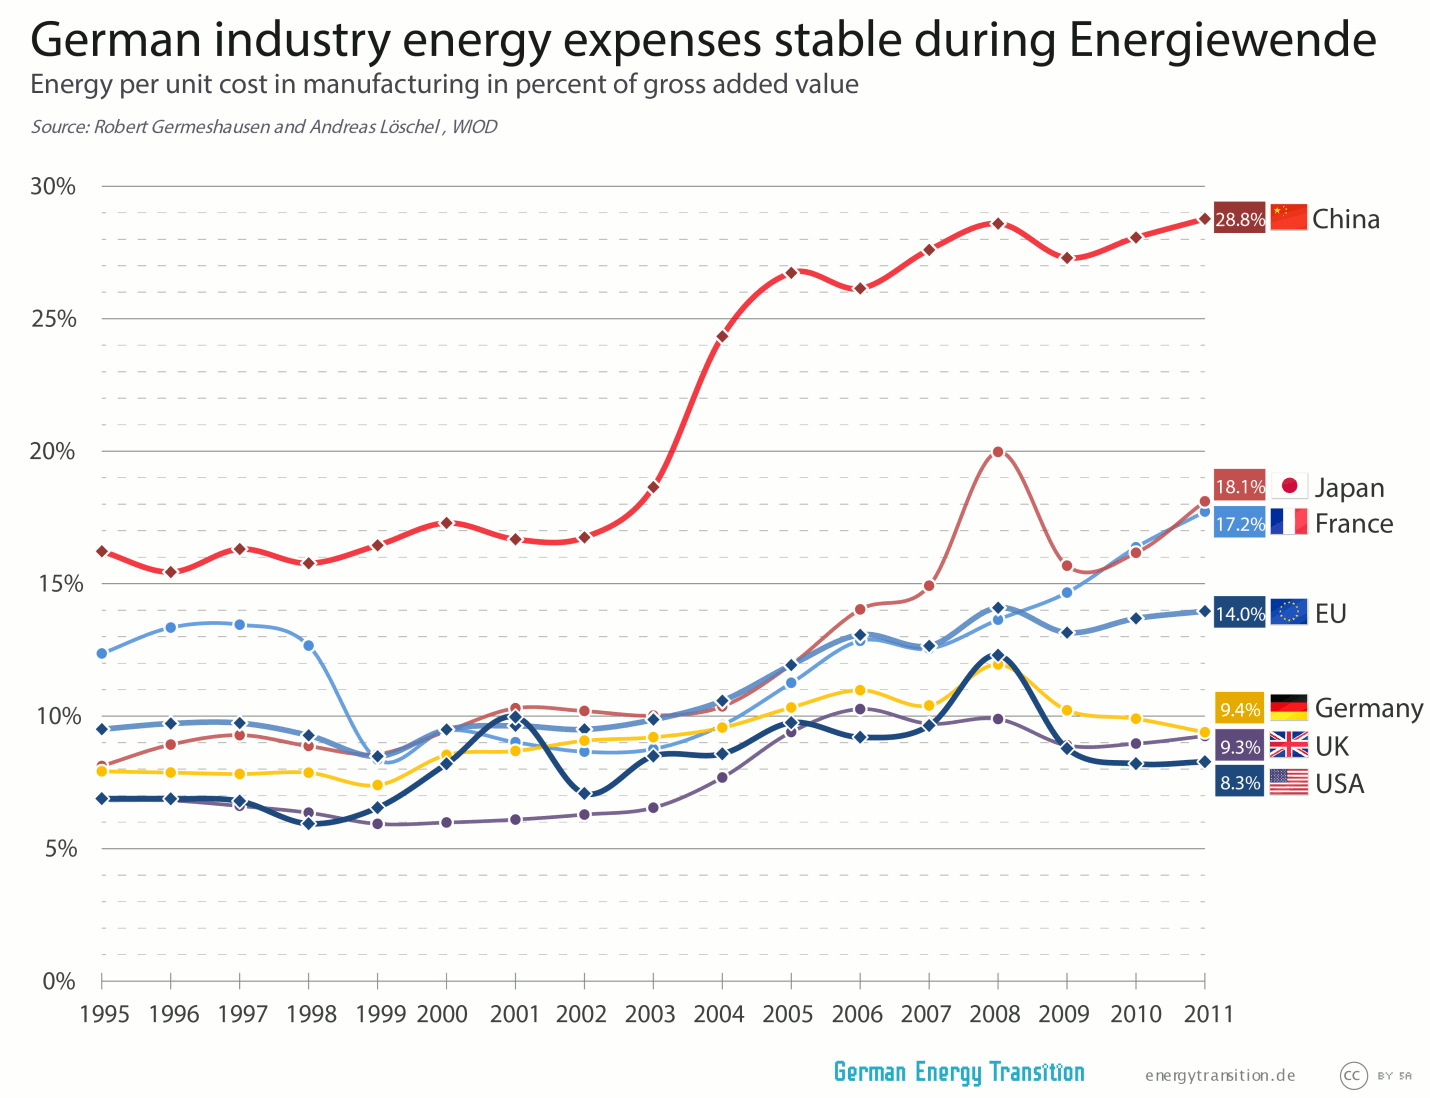 German industry energy expenses stable during Energiewende
Energy per unit cost in manufacturing in percent of gross added value
Source: Robert Germeshausen and Andreas Löschel , WIOD
30%
25%
20%
15%
10%
5%
0%
28.8% China
18.1% Japan
17.2% France
14.0% EU
9.4% Germany
9.3% UK
8.3% USA
1995 1996 1997 1998 1999 2000 2001 2002 2003 2004 2005 2006 2007 2008 2009 2010 2011
German Energy Transition energytransition.de cc BY SA